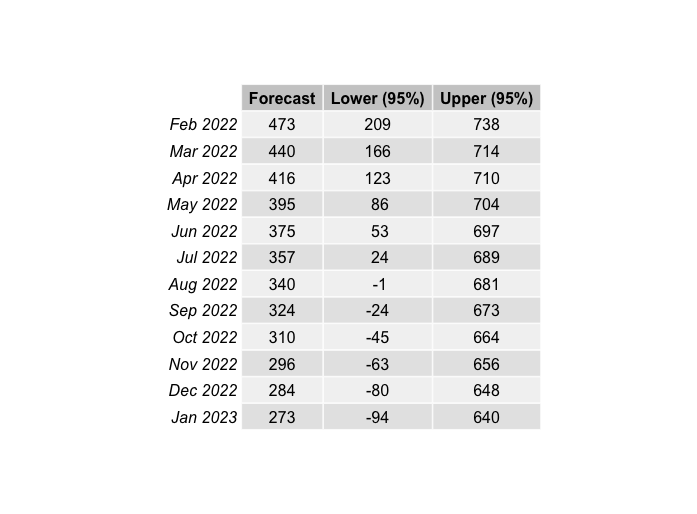 Forecast Lower (95%) Upper (95%)
Feb 2022 473 209 738
Mar 2022 440 166 714
Apr 2022 416 123 710
May 2022 395 86 704
Jun 2022 375 53 697
Jul 2022 357 24 689
Aug 2022 340 -1 681
Sep 2022 324 -24 673
Oct 2022 310 -45 664
Nov 2022 296 -63 656
Dec 2022 284 -80 648
Jan 2023 273 -94 640